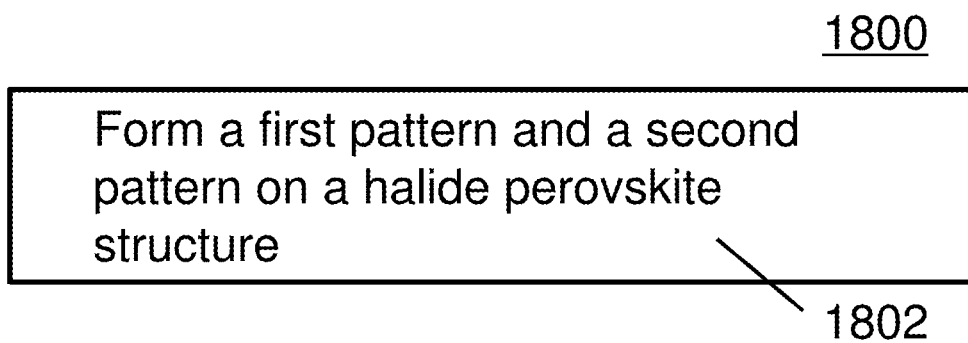 1800
Form a first pattern and a second
pattern on a halide perovskite
structure
1802